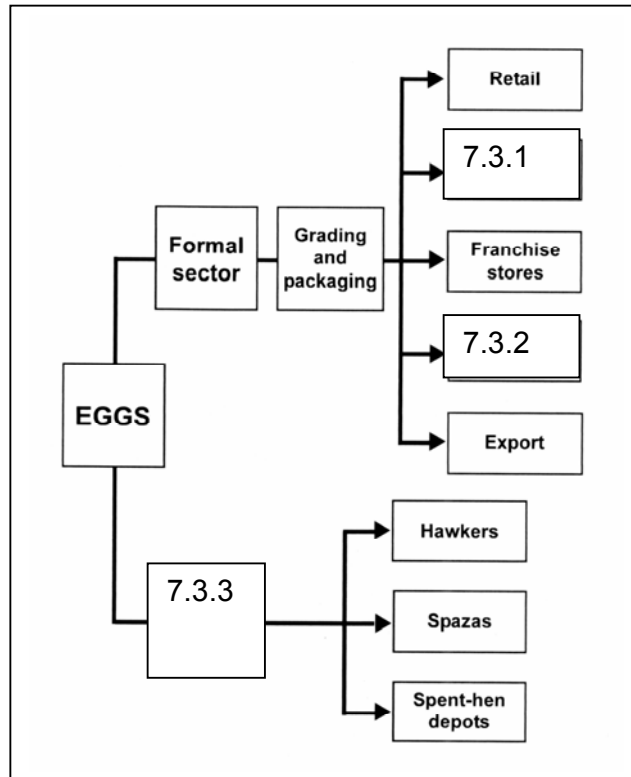 Retail
7.3.1
Formal
sector
Grading
and
packaging
Franchise
stores
7.3.2
EGGS
Export
Hawkers
7.3.3
Spazas
Spent-hen
depots